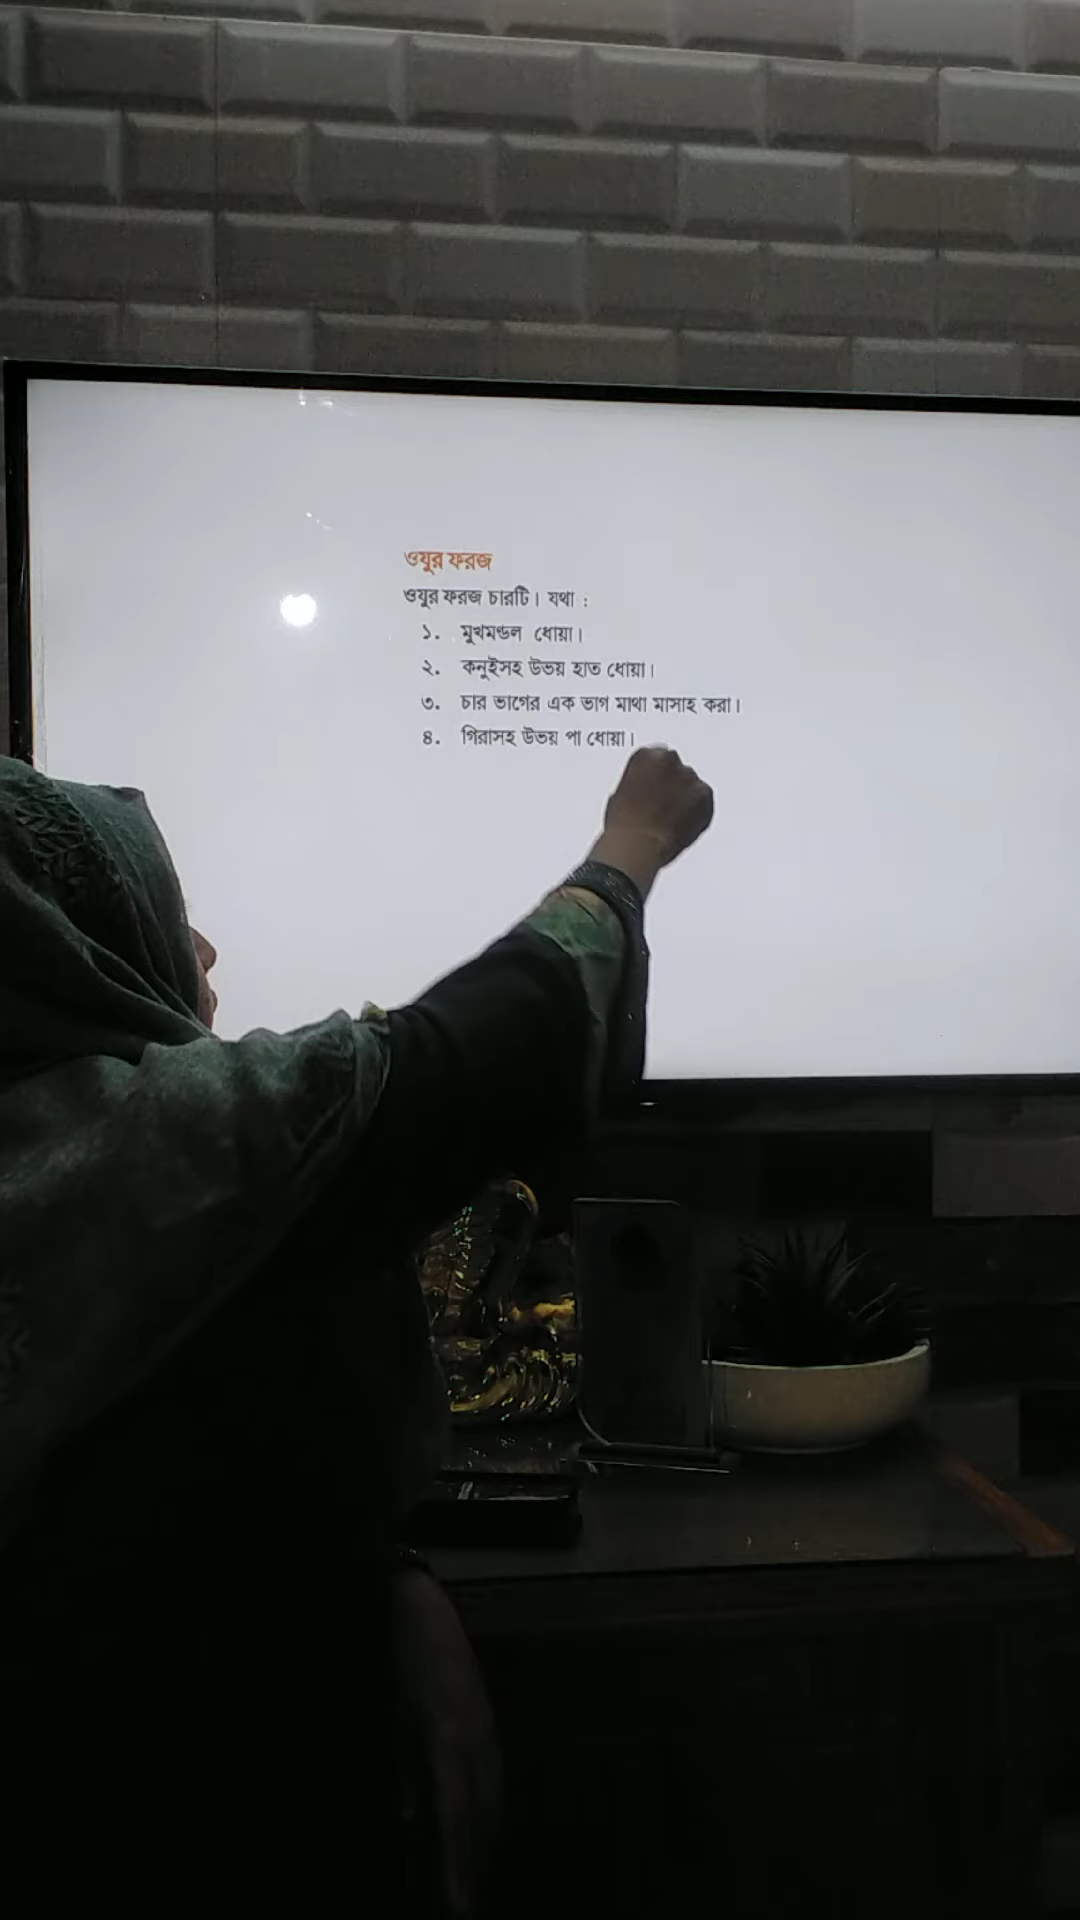 ওযুর ফরজ
ওযুর ফরজ চারটি। যথা :
১. মুখমণ্ডল ধোয়া।
২. কনুইসহ উভয় হাত ধোয়া।
৩. চার ভাগের এক ভাগ মাথা মাসাহ করা।
৪. গিরাসহ উভয় পা ধোয়া।